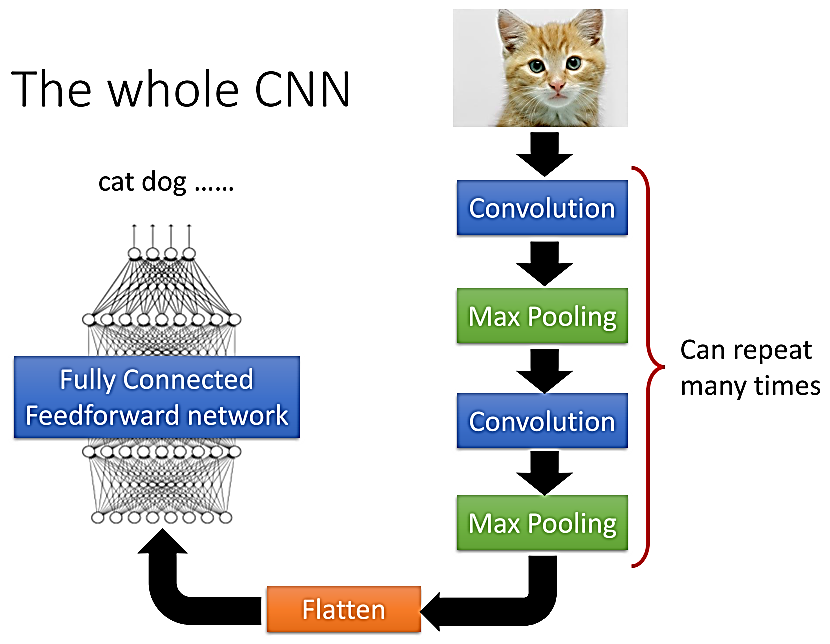 The whole CNN
cat dog ……
Convolution
Max Pooling
Convolution
Max Pooling
Can repeat
many times
Flatten
Fully Connected
Feedforward network